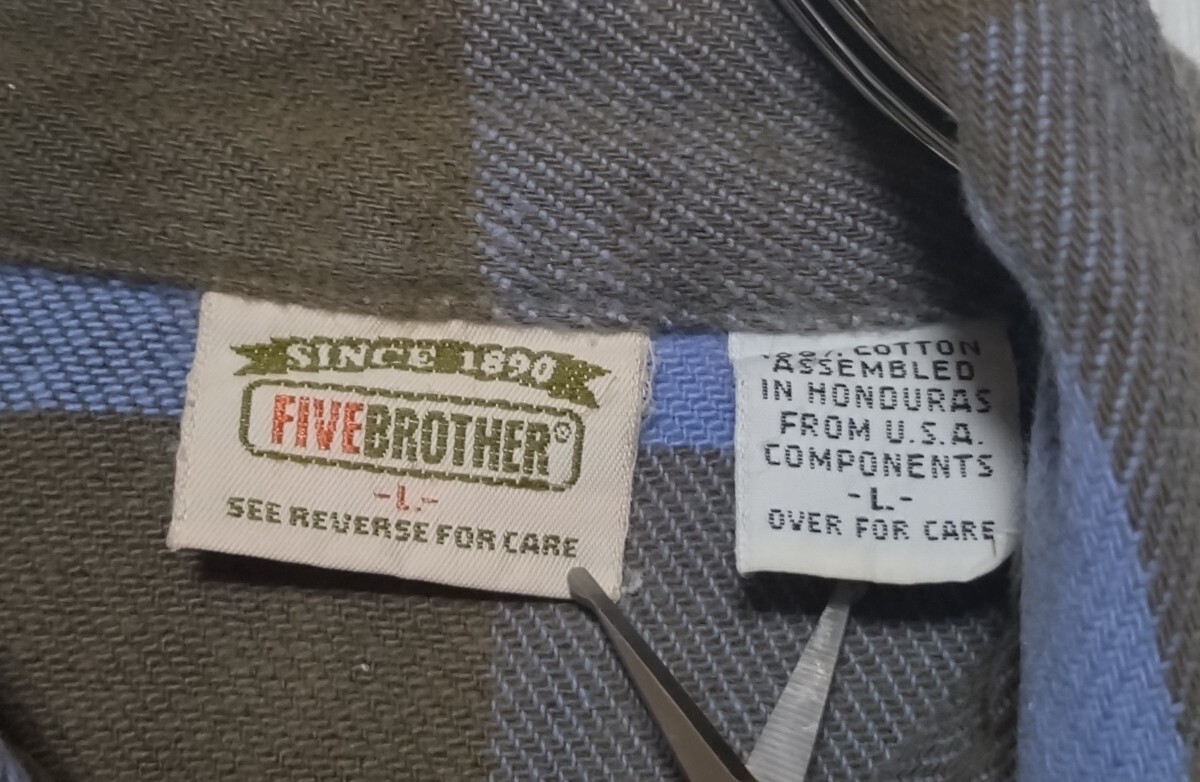 SINCE 1890
FIVEBROTHER®
-L-
SEE REVERSE FOR CARE
COTTON
ASSEMBLED
IN HONDURAS
FROM U.S.A.
COMPONENTS
-L-
OVER FOR CARE